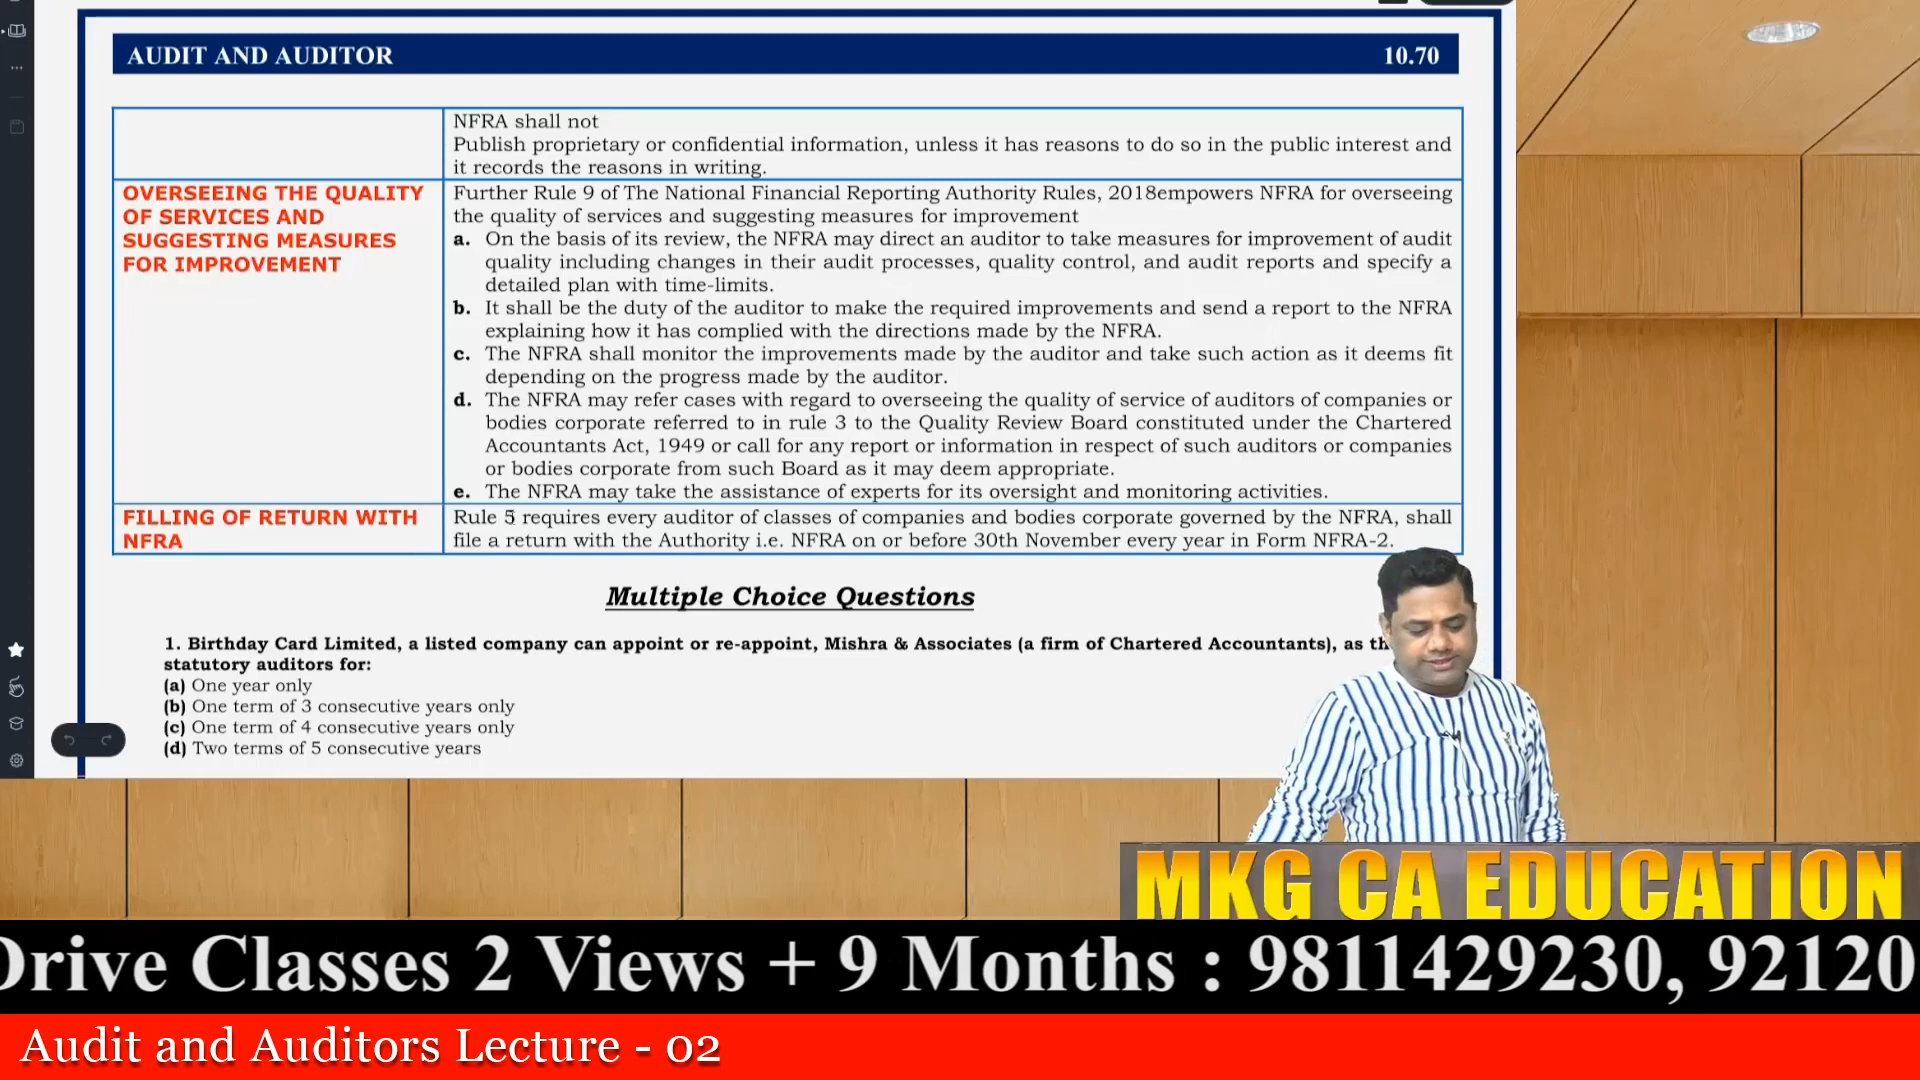 AUDIT AND AUDITOR 10.70
NFRA shall not
Publish proprietary or confidential information, unless it has reasons to do so in the public interest and
it records the reasons in writing.
OVERSEEING THE QUALITY
OF SERVICES AND
SUGGESTING MEASURES
FOR IMPROVEMENT
Further Rule 9 of The National Financial Reporting Authority Rules, 2018empowers NFRA for overseeing
the quality of services and suggesting measures for improvement
a. On the basis of its review, the NFRA may direct an auditor to take measures for improvement of audit
quality including changes in their audit processes, quality control, and audit reports and specify a
detailed plan with time-limits.
b. It shall be the duty of the auditor to make the required improvements and send a report to the NFRA
explaining how it has complied with the directions made by the NFRA.
c. The NFRA shall monitor the improvements made by the auditor and take such action as it deems fit
depending on the progress made by the auditor.
d. The NFRA may refer cases with regard to overseeing the quality of service of auditors of companies or
bodies corporate referred to in rule 3 to the Quality Review Board constituted under the Chartered
Accountants Act, 1949 or call for any report or information in respect of such auditors or companies
or bodies corporate from such Board as it may deem appropriate.
e. The NFRA may take the assistance of experts for its oversight and monitoring activities.
FILLING OF RETURN WITH
NFRA
Rule 5 requires every auditor of classes of companies and bodies corporate governed by the NFRA, shall
file a return with the Authority i.e. NFRA on or before 30th November every year in Form NFRA-2.
Multiple Choice Questions
1. Birthday Card Limited, a listed company can appoint or re-appoint, Mishra & Associates (a firm of Chartered Accountants), as
statutory auditors for:
(a) One year only
(b) One term of 3 consecutive years only
(c) One term of 4 consecutive years only
(d) Two terms of 5 consecutive years
MKG CA EDUCATION
Drive Classes 2 Views + 9 Months : 9811429230, 92120
Audit and Auditors Lecture - 02